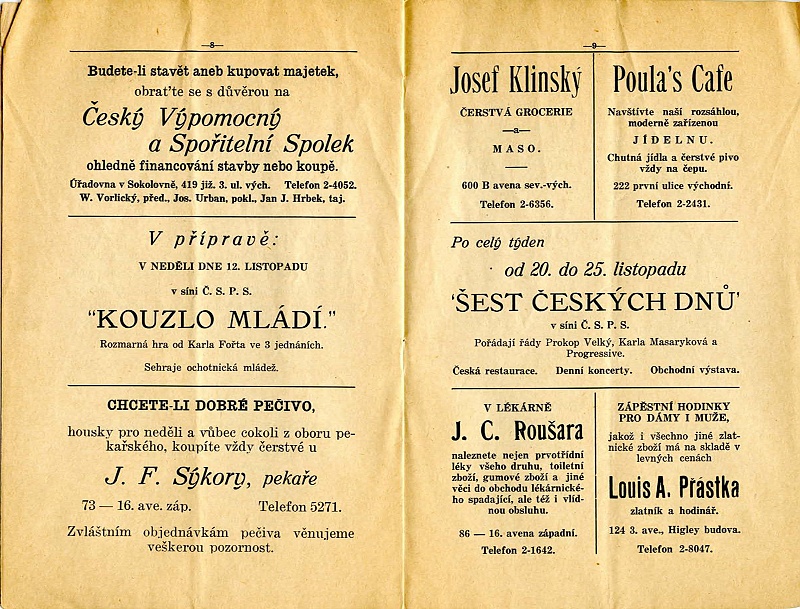 —8—
Budete-li stavět aneb kupovat majetek,
obrať'te se s důvěrou na
Český Výpomocný
a Spořitelní Spolek
ohledně financování stavby nebo koupě.
Úřadovna v Sokolovně, 419 již. 3. ul. vých. Telefon 2-4052.
W. Vorlický, před., Jos. Urban, pokl., Jan J. Hrbek, taj.
V přípravě:
V NEDĚLI DNE 12. LISTOPADU
v síni Č. S. P. S.
"KOUZLO MLÁDÍ."
Rozmarná hra od Karla Fořta ve 3 jednáních.
Sehraje ochotnická mládež.
CHCETE-LI DOBRÉ PEČIVO,
housky pro neděli a vůbec cokoli z oboru pe-
kařského, koupíte vždy čerstvé u
J. F. Sýkory, pekaře
73 — 16. ave. záp. Telefon 5271.
Zvláštním objednávkám pečiva věnujeme
veškerou pozornost.
—9—
Josef Klinský
ČERSTVÁ GROCERIE
—a—
MASO.
600 B avena sev.-vých.
Telefon 2-6356.
Poula's Cafe
Navštivte naší rozsáhlou,
moderně zařízenou
JÍDELNU.
Chutná jídla a čerstvé pivo
vždy na čepu.
222 první ulice východní.
Telefon 2-2431.
Po celý týden
od 20. do 25. listopadu
'ŠEST ČESKÝCH DNŮ'
v síni Č. S. P. S.
Pořádají řády Prokop Velký, Karla Masaryková a
Progressive.
Česká restaurace. Denní koncerty. Obchodní výstava.
V LÉKÁRNĚ
J. C. Roušara
naleznete nejen prvotřídní
léky všeho druhu, toiletní
zboží, gumové zboží a jiné
věci do obchodu lékárnické-
ho spadající, ale též i vlíd-
nou obsluhu.
86 — 16. avena západní.
Telefon 2-1642.
ZÁPĚSTNÍ HODINKY
PRO DÁMY I MUŽE,
jakož i všechno jiné zlat-
nické zboží má na skladě v
levných cenách
Louis A. Přástka
zlatník a hodinář.
124 3. ave., Higley budova.
Telefon 2-8047.